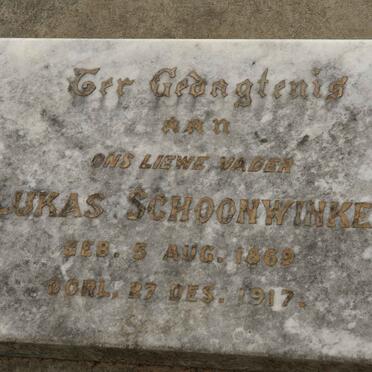 Ter Gedagtenis
aan
ONS LIEWE VADER
LUKAS SCHOONWINKE
GEB. 5 AUG. 1869
OORL. 27 DES. 1917.